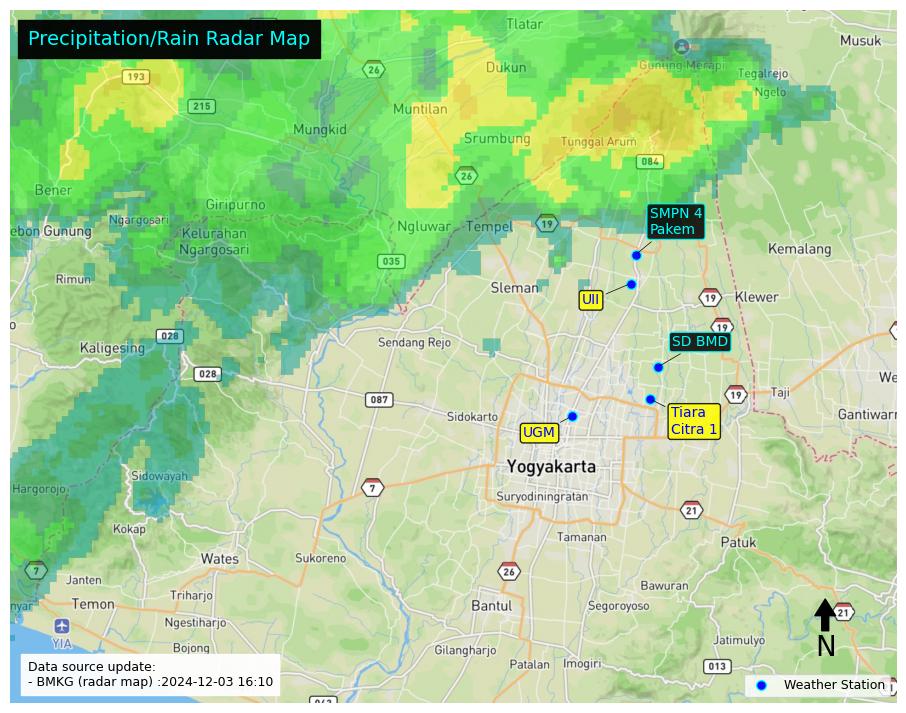 Precipitation/Rain Radar Map
Tlatar
Musuk
26
Dukun
Gunung Merapi
Tegalrejo
193
Ngelo
215
Muntilan
Mungkid
Srumbung
Tunggal Arum
084
26
Bener
Giripurno
SMPN 4
Pakem
Ngargosari
Ngluwar
Tempel
19
ebon Gunung
Kelurahan
Ngargosari
Kemalang
035
Rimun
Sleman
UII
19
Klewer
19
028
Sendang Rejo
SD BMD
Kaligesing
028
We
087
Taji
19
Sidokarto
Tiara
Citra 1
Gantiwarn
UGM
Yogyakarta
Sidowayah
Hargorojo
7
Suryodiningratan
21
Kokap
Tamanan
Patuk
Wates
Sukoreno
7
26
Janten
Bawuran
Temon
Triharjo
Bantul
Segoroyoso
21
nyar
Ngestiharjo
YIA
N
Jatimulyo
Bojong
Gilangharjo
Data source update:
- BMKG (radar map) :2024-12-03 16:10
Patalan
Imogiri
013
Weather Station